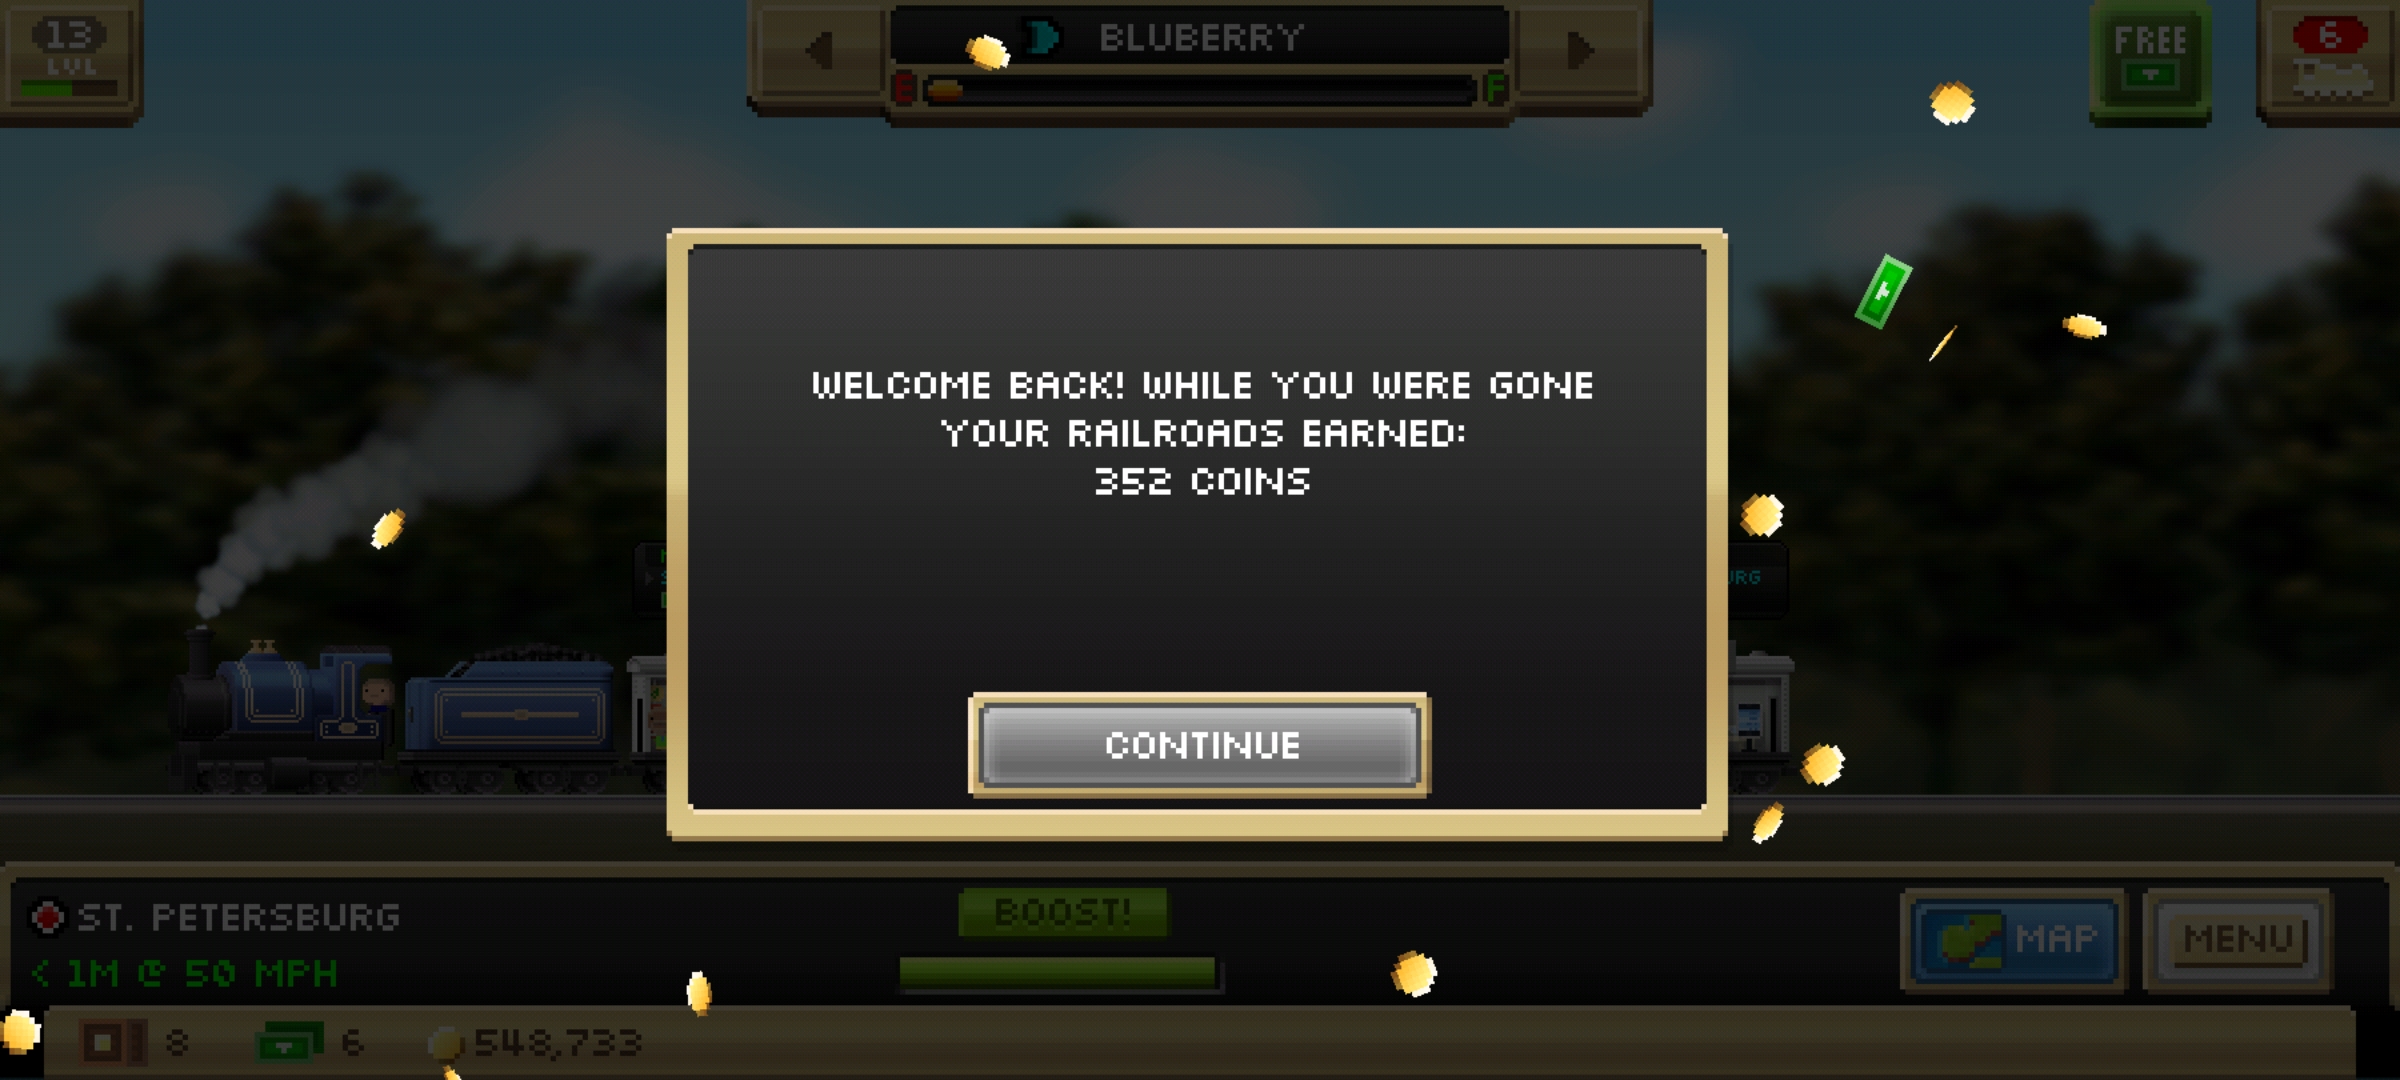 13
LVL
BLUBERRY
E F
FREE
6
WELCOME BACK! WHILE YOU WERE GONE
YOUR RAILROADS EARNED:
352 COINS
CONTINUE
ST. PETERSBURG
< 1M @ 50 MPH
BOOST!
MAP
MENU
8
6
548,733